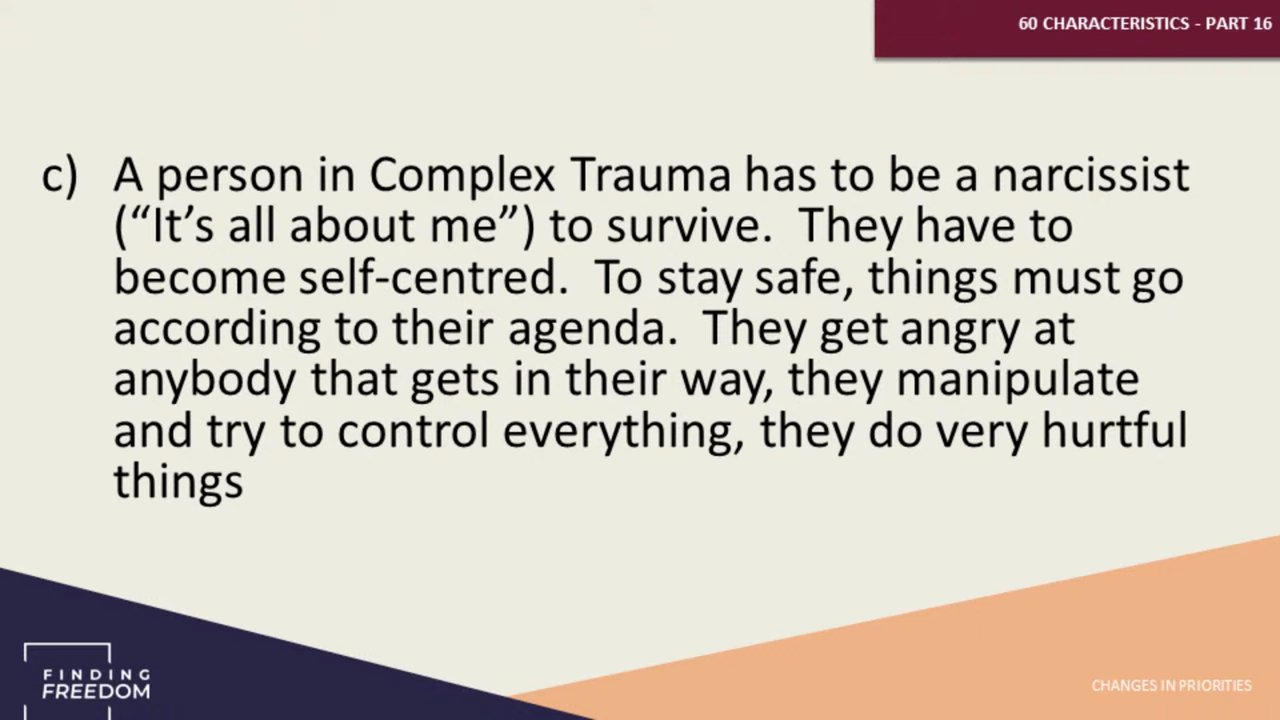 60 CHARACTERISTICS - PART 16
c) A person in Complex Trauma has to be a narcissist
(“It’s all about me”) to survive.  They have to
become self-centred.  To stay safe, things must go
according to their agenda.  They get angry at
anybody that gets in their way, they manipulate
and try to control everything, they do very hurtful
things
FINDING
FREEDOM
CHANGES IN PRIORITIES